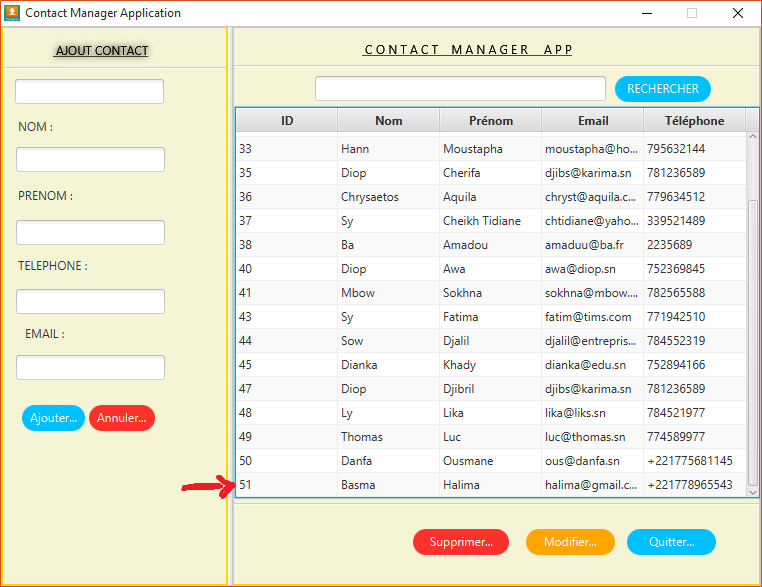 Contact Manager Application
AJOUT CONTACT
NOM :
PRENOM :
TELEPHONE :
EMAIL :
Ajouter... Annuler...
CONTACT MANAGER APP
RECHERCHER
ID Nom Prénom Email Téléphone
33 Hann Moustapha moustapha@ho... 795632144
35 Diop Cherifa djibs@karima.sn 781236589
36 Chrysaetos Aquila chryst@aquila.c... 779634512
37 Sy Cheikh Tidiane chtidiane@yaho... 339521489
38 Ba Amadou amaduu@ba.fr 2235689
40 Diop Awa awa@diop.sn 752369845
41 Mbow Sokhna sokhna@mbow.... 782565588
43 Sy Fatima fatim@tims.com 771942510
44 Sow Djalil djalil@entrepris... 784552319
45 Dianka Khady dianka@edu.sn 752894166
47 Diop Djibril djibs@karima.sn 781236589
48 Ly Lika lika@liks.sn 784521977
49 Thomas Luc luc@thomas.sn 774589977
50 Danfa Ousmane ous@danfa.sn +221775681145
51 Basma Halima halima@gmail.c... +221778965543
Supprimer... Modifier... Quitter...